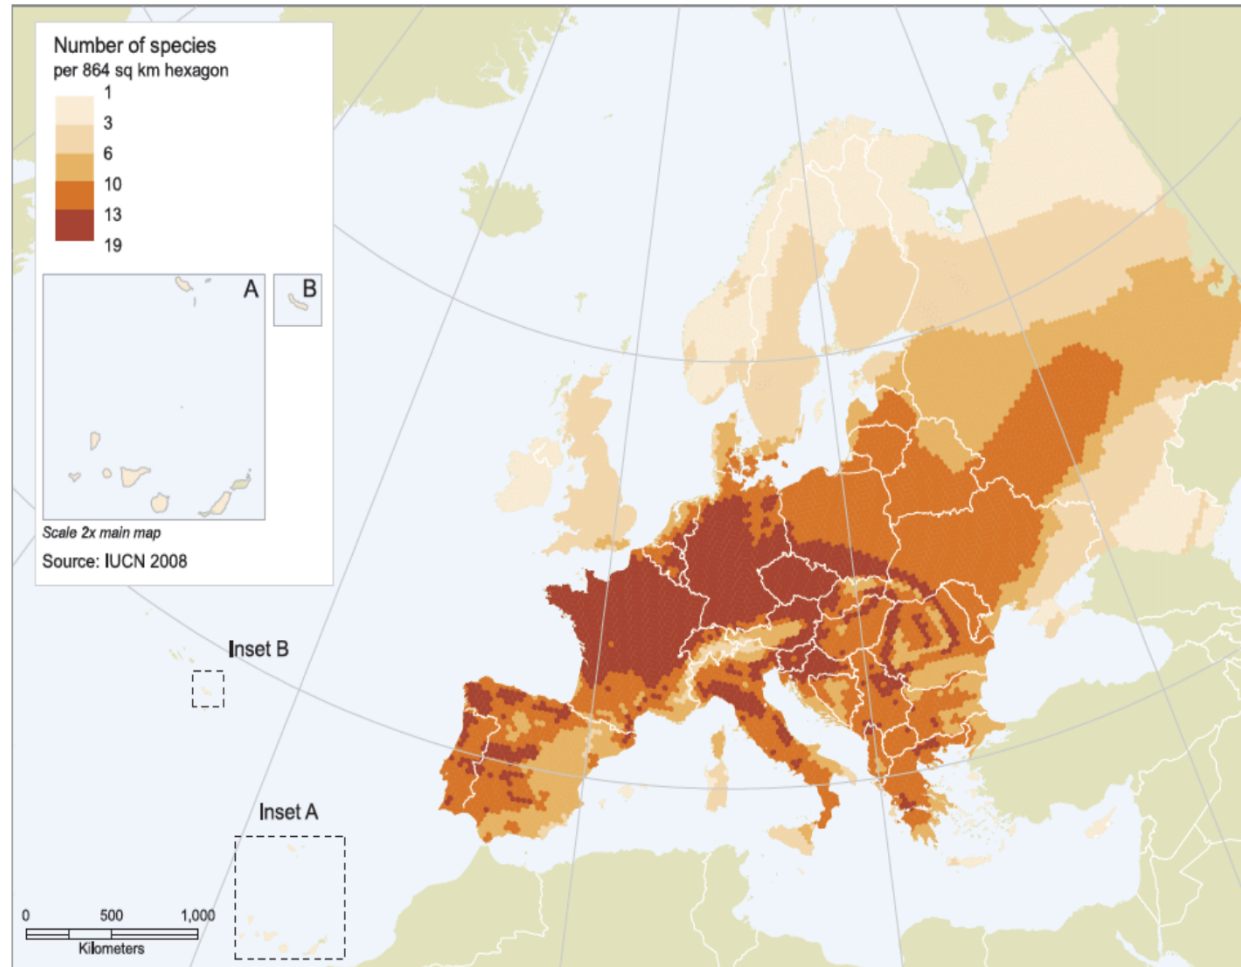 Number of species
per 864 sq km hexagon
1
3
6
10
13
19
A
B
Scale 2x main map
Source: IUCN 2008
Inset B
Inset A
0 500 1,000
Kilometers